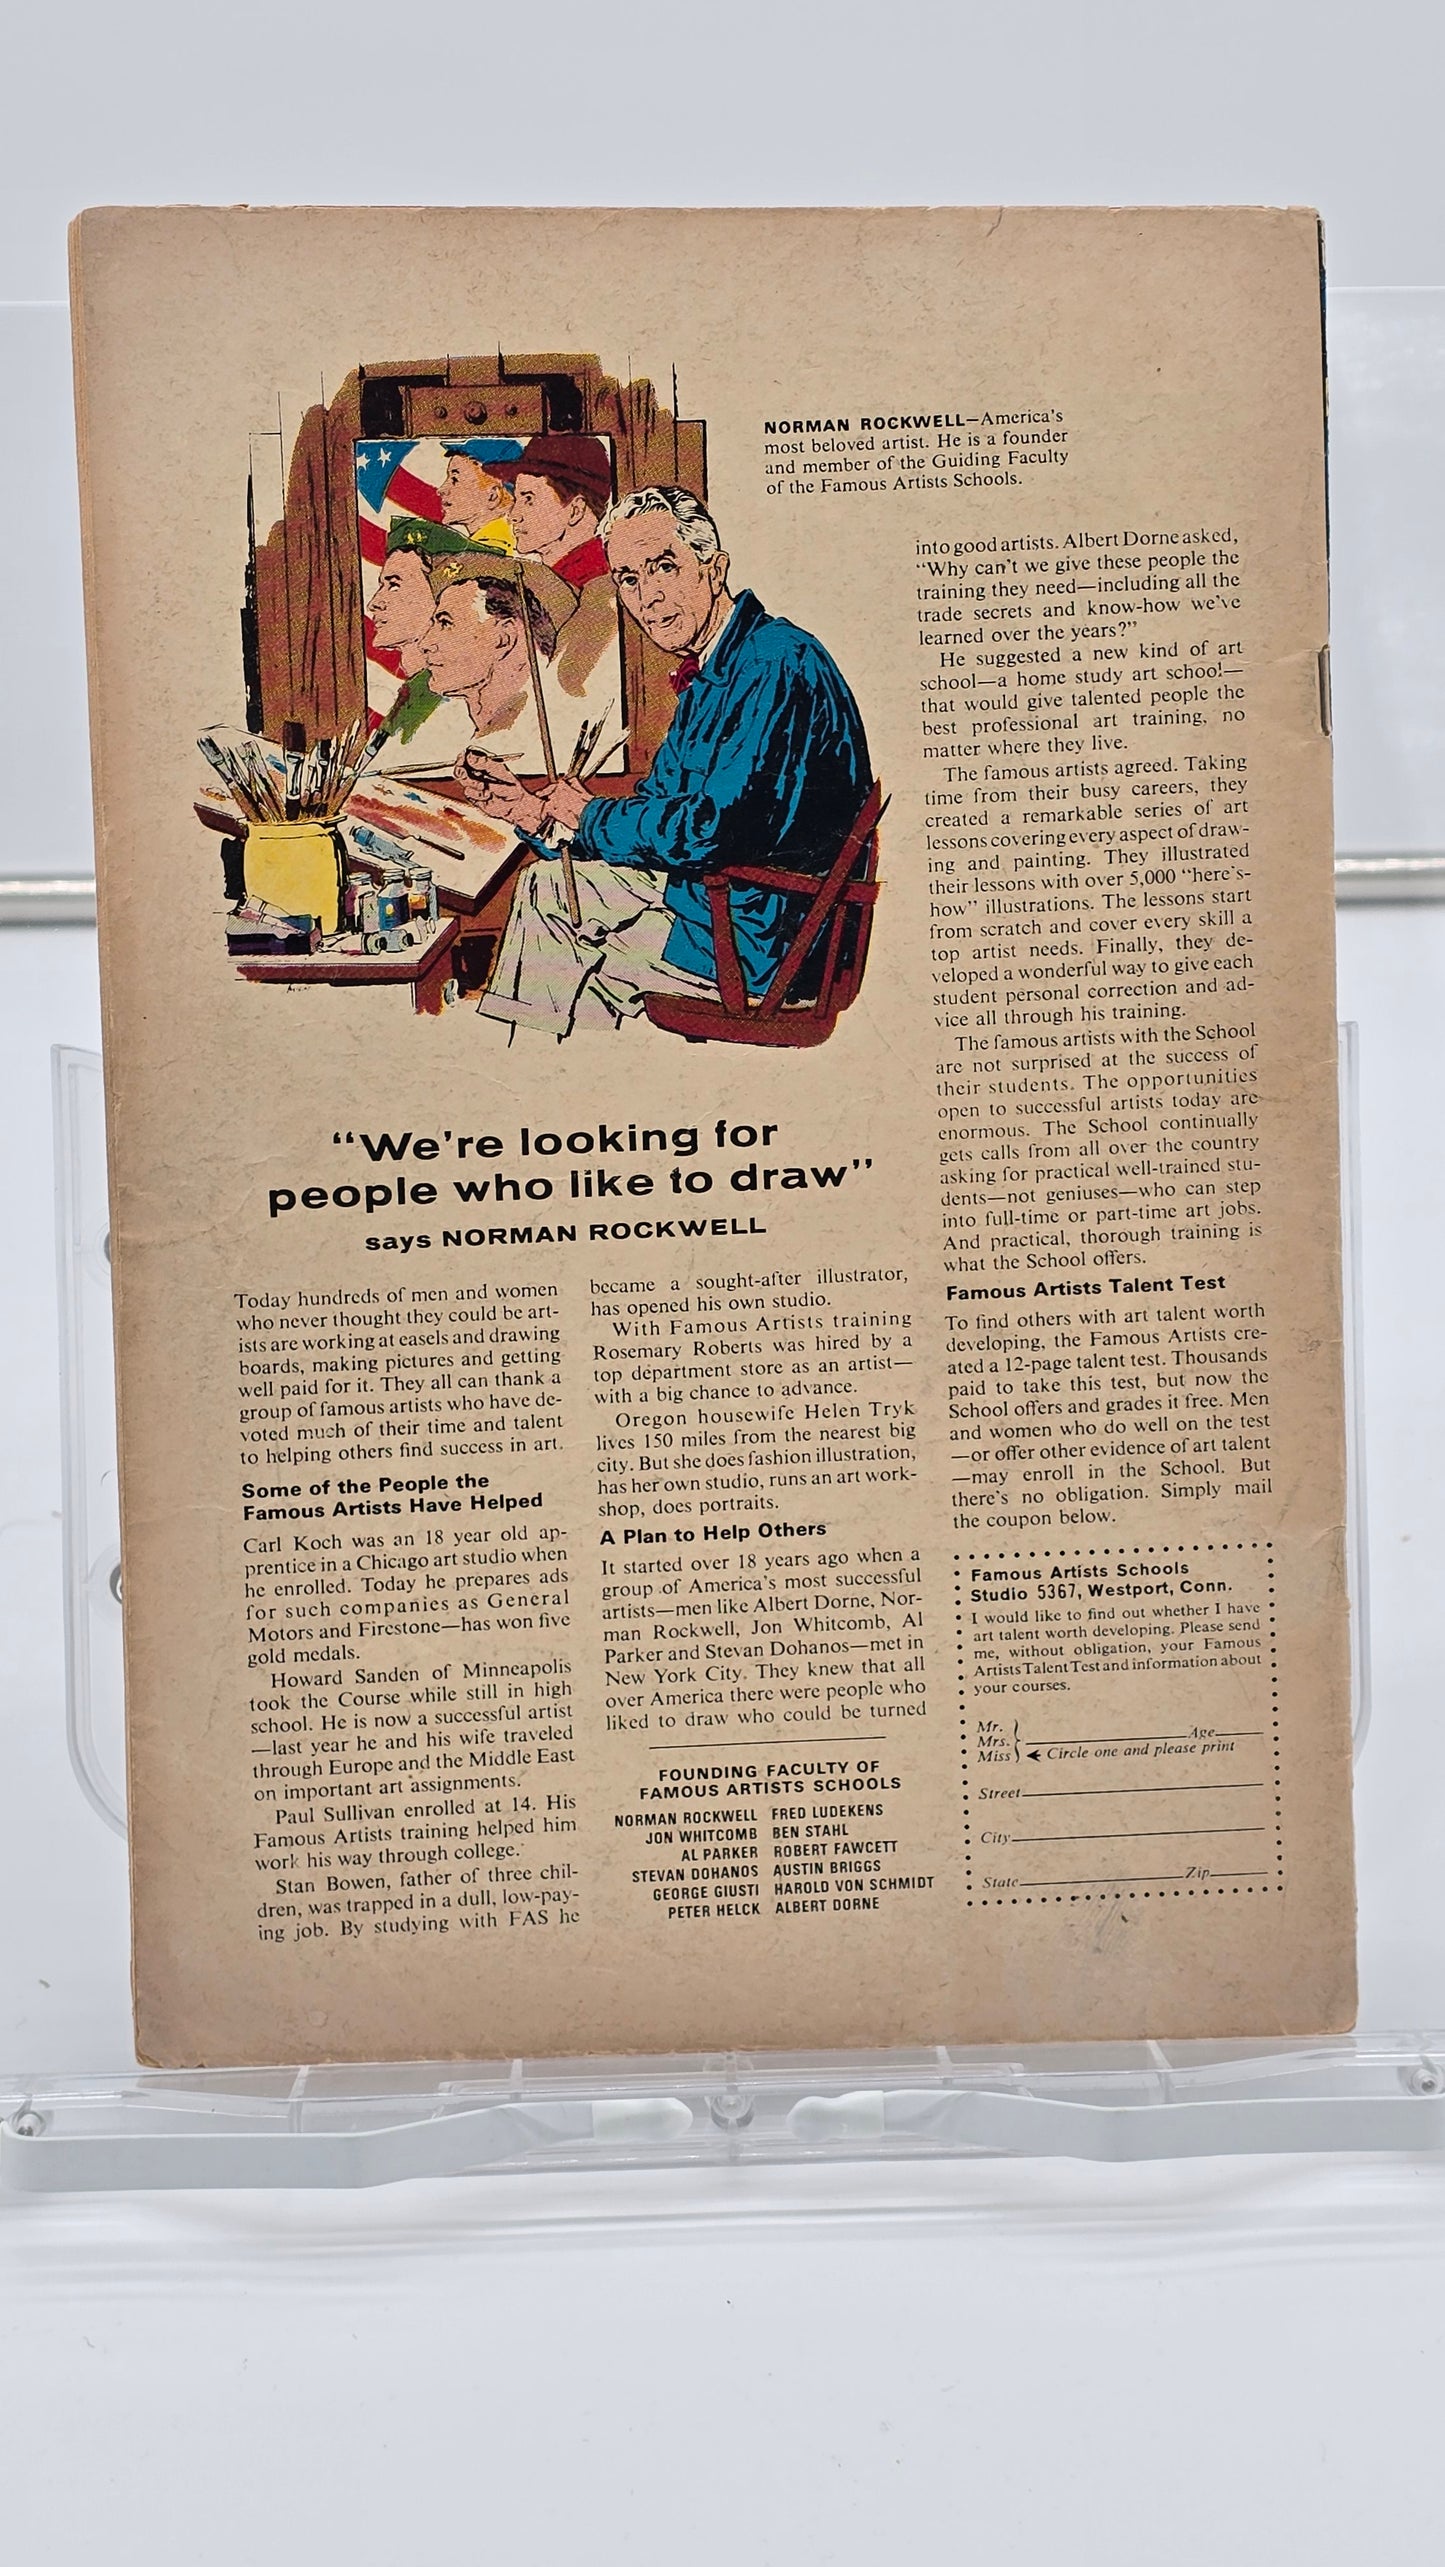 NORMAN ROCKWELL—America's
most beloved artist. He is a founder
and member of the Guiding Faculty
of the Famous Artists Schools.
"We're looking for
people who like to draw"
says NORMAN ROCKWELL
Today hundreds of men and women
who never thought they could be art-
ists are working at easels and drawing
boards, making pictures and getting
well paid for it. They all can thank a
group of famous artists who have de-
voted much of their time and talent
to helping others find success in art.
Some of the People the
Famous Artists Have Helped
Carl Koch was an 18 year old ap-
prentice in a Chicago art studio when
he enrolled. Today he prepares ads
for such companies as General
Motors and Firestone—has won five
gold medals.
Howard Sanden of Minneapolis
took the Course while still in high
school. He is now a successful artist
—last year he and his wife traveled
through Europe and the Middle East
on important art assignments.
Paul Sullivan enrolled at 14. His
Famous Artists training helped him
work his way through college.
Stan Bowen, father of three chil-
dren, was trapped in a dull, low-pay-
ing job. By studying with FAS he
became a sought-after illustrator,
has opened his own studio.
With Famous Artists training
Rosemary Roberts was hired by a
top department store as an artist—
with a big chance to advance.
Oregon housewife Helen Tryk
lives 150 miles from the nearest big
city. But she does fashion illustration,
has her own studio, runs an art work-
shop, does portraits.
A Plan to Help Others
It started over 18 years ago when a
group of America's most successful
artists—men like Albert Dorne, Nor-
man Rockwell, Jon Whitcomb, Al
Parker and Stevan Dohanos—met in
New York City. They knew that all
over America there were people who
liked to draw who could be turned
FOUNDING FACULTY OF
FAMOUS ARTISTS SCHOOLS
NORMAN ROCKWELL FRED LUDEKENS
JON WHITCOMB BEN STAHL
AL PARKER ROBERT FAWCETT
STEVAN DOHANOS AUSTIN BRIGGS
GEORGE GIUSTI HAROLD VON SCHMIDT
PETER HELCK ALBERT DORNE
into good artists. Albert Dorne asked,
"Why can't we give these people the
training they need—including all the
trade secrets and know-how we've
learned over the years?"
He suggested a new kind of art
school—a home study art school—
that would give talented people the
best professional art training, no
matter where they live.
The famous artists agreed. Taking
time from their busy careers, they
created a remarkable series of art
lessons covering every aspect of draw-
ing and painting. They illustrated
their lessons with over 5,000 "here's-
how" illustrations. The lessons start
from scratch and cover every skill a
top artist needs. Finally, they de-
veloped a wonderful way to give each
student personal correction and ad-
vice all through his training.
The famous artists with the School
are not surprised at the success of
their students. The opportunities
open to successful artists today are
enormous. The School continually
gets calls from all over the country
asking for practical well-trained stu-
dents—not geniuses—who can step
into full-time or part-time art jobs.
And practical, thorough training is
what the School offers.
Famous Artists Talent Test
To find others with art talent worth
developing, the Famous Artists cre-
ated a 12-page talent test. Thousands
paid to take this test, but now the
School offers and grades it free. Men
and women who do well on the test
—or offer other evidence of art talent
—may enroll in the School. But
there's no obligation. Simply mail
the coupon below.
Famous Artists Schools
Studio 5367, Westport, Conn.
I would like to find out whether I have
art talent worth developing. Please send
me, without obligation, your Famous
Artists Talent Test and information about
your courses.
Mr.
Mrs. Age
Miss Circle one and please print
Street
City
State Zip